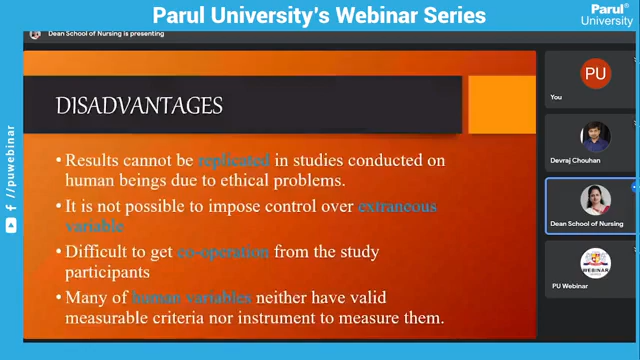 Parul University's Webinar Series
Parul®
University
Dean School of Nursing is presenting
DISADVANTAGES
• Results cannot be replicated in studies conducted on
human beings due to ethical problems.
• It is not possible to impose control over extraneous
variable
• Difficult to get co-operation from the study
participants
• Many of human variables neither have valid
measurable criteria nor instrument to measure them.
PU
You
Devraj Chouhan
Dean School of Nursing
WEBINAR
PU Webinar
f //puwebinar